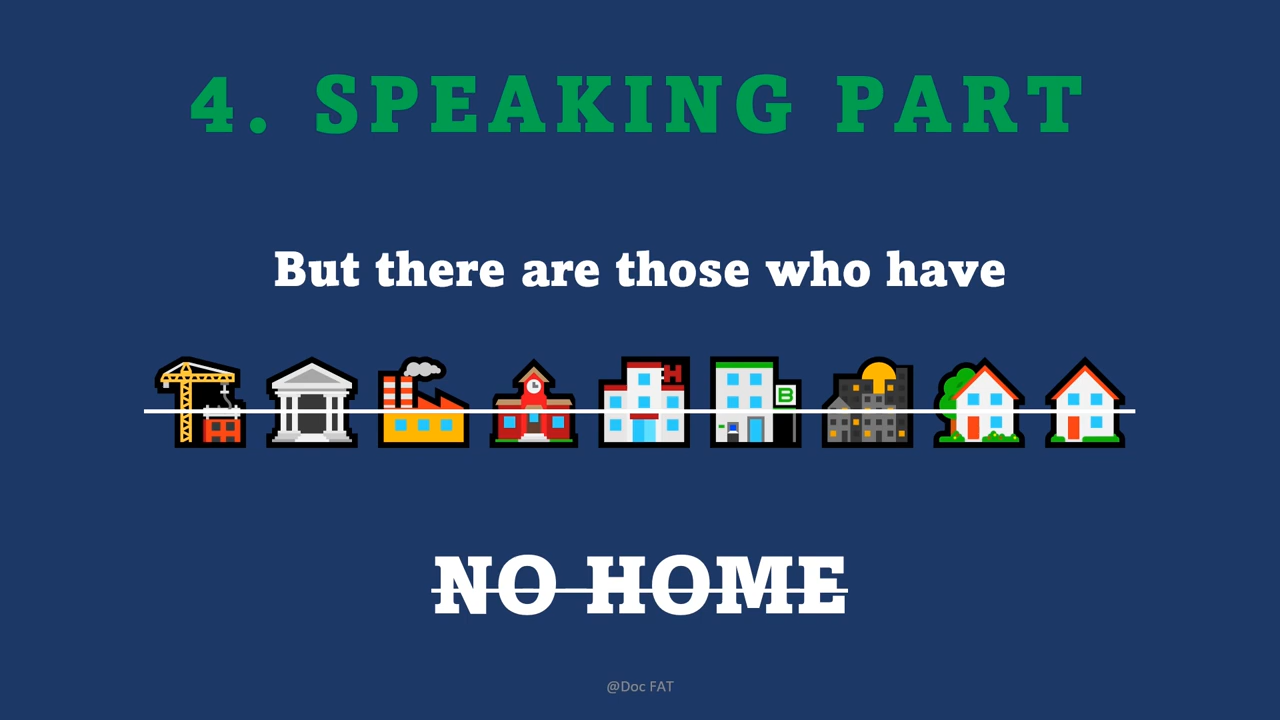 4. SPEAKING PART
But there are those who have
H
B
NO HOME
@Doc FAT